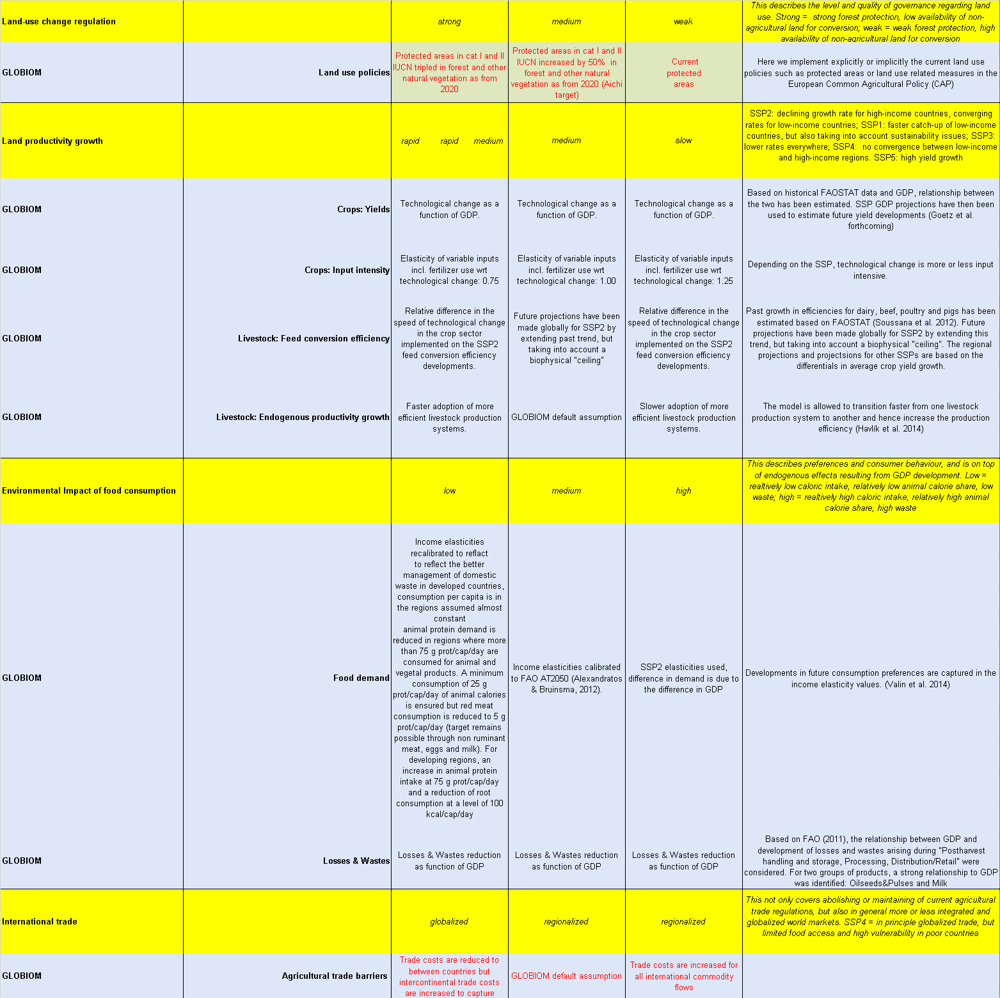 Land-use change regulation
strong
medium
weak
This describes the level and quality of governance regarding land
use. Strong =  strong forest protection, low availability of non-
agricultural land for conversion; weak = weak forest protection, high
availability of non-agricultural land for conversion
GLOBIOM
Land use policies
Protected areas in cat I and II
IUCN tripled in forest and other
natural vegetation as from
2020
Protected areas in cat I and II
IUCN increased by 50%  in
forest and other natural
vegetation as from 2020 (Aichi
target)
Current
protected
areas
Here we implement explicitly or implicitly the current land use
policies such as protected areas or land use related measures in the
European Common Agricultural Policy (CAP)
Land productivity growth
rapid rapid medium
medium
slow
SSP2: declining growth rate for high-income countries, converging
rates for low-income countries; SSP1: faster catch-up of low-income
countries, but also taking into account sustainability issues; SSP3:
lower rates everywhere; SSP4:  no convergence between low-income
and high-income regions. SSP5: high yield growth
GLOBIOM
Crops: Yields
Technological change as a
function of GDP.
Technological change as a
function of GDP.
Technological change as a
function of GDP.
Based on historical FAOSTAT data and GDP, relationship between
the two has been estimated. SSP GDP projections have then been
used to estimate future yield developments (Goetz et al.
forthcoming)
GLOBIOM
Crops: Input intensity
Elasticity of variable inputs
incl. fertilizer use wrt
technological change: 0.75
Elasticity of variable inputs
incl. fertilizer use wrt
technological change: 1.00
Elasticity of variable inputs
incl. fertilizer use wrt
technological change: 1.25
Depending on the SSP, technological change is more or less input
intensive.
GLOBIOM
Livestock: Feed conversion efficiency
Relative difference in the
speed of technological change
in the crop sector
implemented on the SSP2
feed conversion efficiency
developments.
Future projections have been
made globally for SSP2 by
extending past trend, but
taking into account a
biophysical "ceiling"
Relative difference in the
speed of technological change
in the crop sector
implemented on the SSP2
feed conversion efficiency
developments.
Past growth in efficiencies for dairy, beef, poultry and pigs has been
estimated based on FAOSTAT (Soussana et al. 2012). Future
projections have been made globally for SSP2 by extending this
trend, but taking into account a biophysical "ceiling". The regional
projections and projectsions for other SSPs are based on the
differentials in average crop yield growth.
GLOBIOM
Livestock: Endogenous productivity growth
Faster adoption of more
efficient livestock production
systems.
GLOBIOM default assumption
Slower adoption of more
efficient livestock production
systems.
The model is allowed to transition faster from one livestock
production system to another and hence increase the production
efficiency (Havlík et al. 2014)
Environmental Impact of food consumption
low
medium
high
This describes preferences and consumer behaviour, and is on top
of endogenous effects resulting from GDP development. Low =
realtively low caloric intake, relatively low animal calorie share, low
waste; high = realtively high caloric intake, relatively high animal
calorie share, high waste
GLOBIOM
Food demand
Income elasticities
recalibrated to reflact
to reflect the better
management of domestic
waste in developed countries,
consumption per capita is in
the regions assumed almost
constant
animal protein demand is
reduced in regions where more
than 75 g prot/cap/day are
consumed for animal and
vegetal products. A minimum
consumption of 25 g
prot/cap/day of animal calories
is ensured but red meat
consumption is reduced to 5 g
prot/cap/day (target remains
possible through non ruminant
meat, eggs and milk). For
developing regions, an
increase in animal protein
intake at 75 g prot/cap/day
and a reduction of root
consumption at a level of 100
kcal/cap/day
Income elasticities calibrated
to FAO AT2050 (Alexandratos
& Bruinsma, 2012).
SSP2 elasticities used,
difference in demand is due to
the difference in GDP
Developments in future consumption preferences are captured in the
income elasticity values. (Valin et al. 2014)
GLOBIOM
Losses & Wastes
Losses & Wastes reduction
as function of GDP
Losses & Wastes reduction
as function of GDP
Losses & Wastes reduction
as function of GDP
Based on FAO (2011), the relationship between GDP and
development of losses and wastes arising during "Postharvest
handling and storage, Processing, Distribution/Retail" were
considered. For two groups of products, a strong relationship to GDP
was identified: Oilseeds&Pulses and Milk
International trade
globalized
regionalized
regionalized
This not only covers abolishing or maintaining of current agricultural
trade regulations, but also in general more or less integrated and
globalized world markets. SSP4 = in principle globalized trade, but
limited food access and high vulnerability in poor countries
GLOBIOM
Agricultural trade barriers
Trade costs are reduced to
between countries but
intercontinental trade costs
are increased to capture
GLOBIOM default assumption
Trade costs are increased for
all international commodity
flows